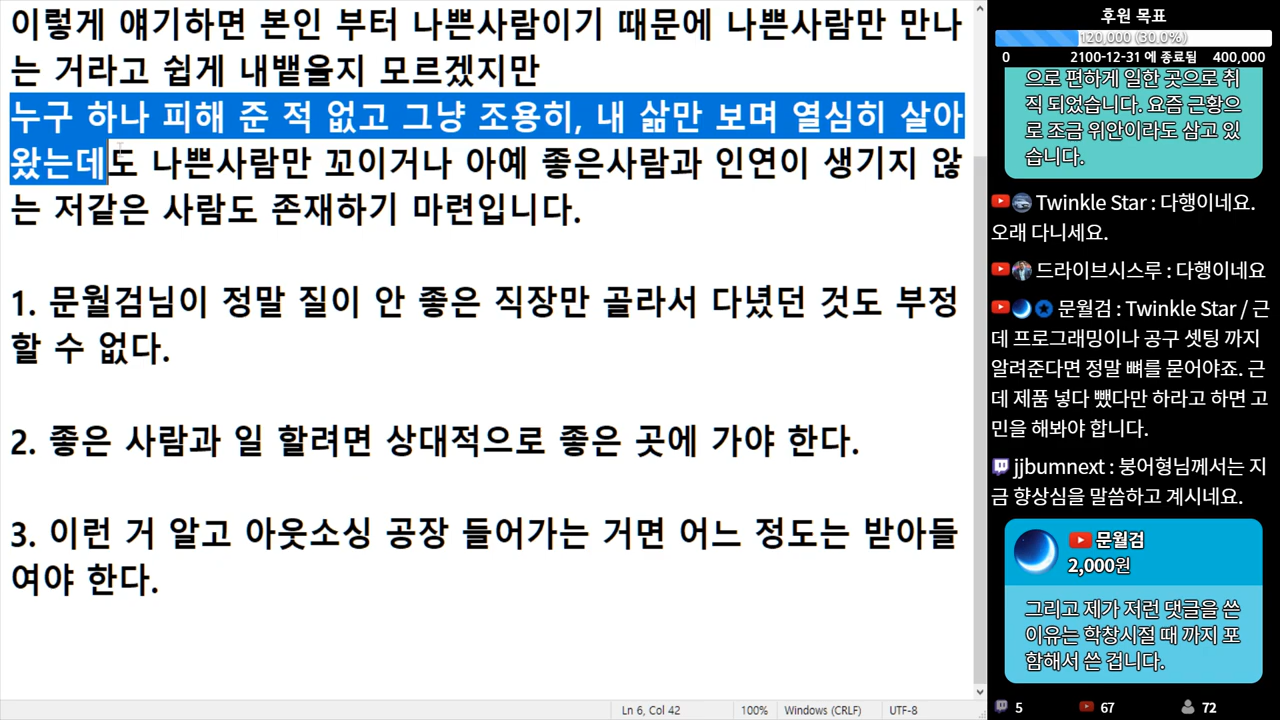 이렇게 얘기하면 본인 부터 나쁜사람이기 때문에 나쁜사람만 만나
는 거라고 쉽게 내뱉을지 모르겠지만
누구 하나 피해 준 적 없고 그냥 조용히, 내 삶만 보며 열심히 살아
왔는데도 나쁜사람만 꼬이거나 아예 좋은사람과 인연이 생기지 않
는 저같은 사람도 존재하기 마련입니다.
1. 문월검님이 정말 질이 안 좋은 직장만 골라서 다녔던 것도 부정
할 수 없다.
2. 좋은 사람과 일 할려면 상대적으로 좋은 곳에 가야 한다.
3. 이런 거 알고 아웃소싱 공장 들어가는 거면 어느 정도는 받아들
여야 한다.
Ln 6, Col 42
100%
Windows (CRLF)
UTF-8
후원 목표
120,000 (30.0%)
0
2100-12-31 에 종료됨
400,000
으로 편하게 일한 곳으로 취
직 되었습니다. 요즘 근황으
로 조금 위안이라도 삼고 있
습니다.
Twinkle Star : 다행이네요.
오래 다니세요.
드라이브시스루 : 다행이네요
문월검 : Twinkle Star / 근
데 프로그래밍이나 공구 셋팅 까지
알려준다면 정말 뼈를 묻어야죠. 근
데 제품 넣다 뺐다만 하라고 하면 고
민을 해봐야 합니다.
jjbumnext : 붕어형님께서는 지
금 향상심을 말씀하고 계시네요.
문월검
2,000원
그리고 제가 저런 댓글을 쓴
이유는 학창시절 때 까지 포
함해서 쓴 겁니다.
5
67
72